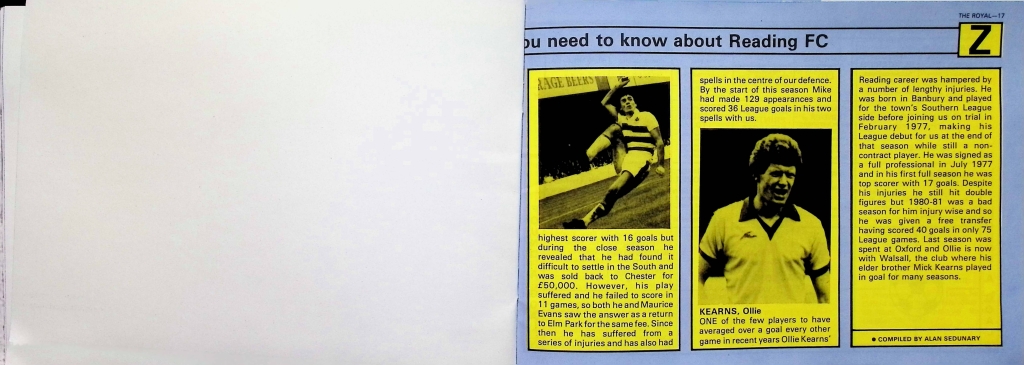 THE ROYAL—17
ou need to know about Reading FC
Z
highest scorer with 16 goals but
during the close season he
revealed that he had found it
difficult to settle in the South and
was sold back to Chester for
£50,000. However, his play
suffered and he failed to score in
11 games, so both he and Maurice
Evans saw the answer as a return
to Elm Park for the same fee. Since
then he has suffered from a
series of injuries and has also had
spells in the centre of our defence.
By the start of this season Mike
had made 129 appearances and
scored 36 League goals in his two
spells with us.
KEARNS, Ollie
ONE of the few players to have
averaged over a goal every other
game in recent years Ollie Kearns'
Reading career was hampered by
a number of lengthy injuries. He
was born in Banbury and played
for the town's Southern League
side before joining us on trial in
February 1977, making his
League debut for us at the end of
that season while still a non-
contract player. He was signed as
a full professional in July 1977
and in his first full season he was
top scorer with 17 goals. Despite
his injuries he still hit double
figures but 1980-81 was a bad
season for him injury wise and so
he was given a free transfer
having scored 40 goals in only 75
League games. Last season was
spent at Oxford and Ollie is now
with Walsall, the club where his
elder brother Mick Kearns played
in goal for many seasons.
● COMPILED BY ALAN SEDUNARY